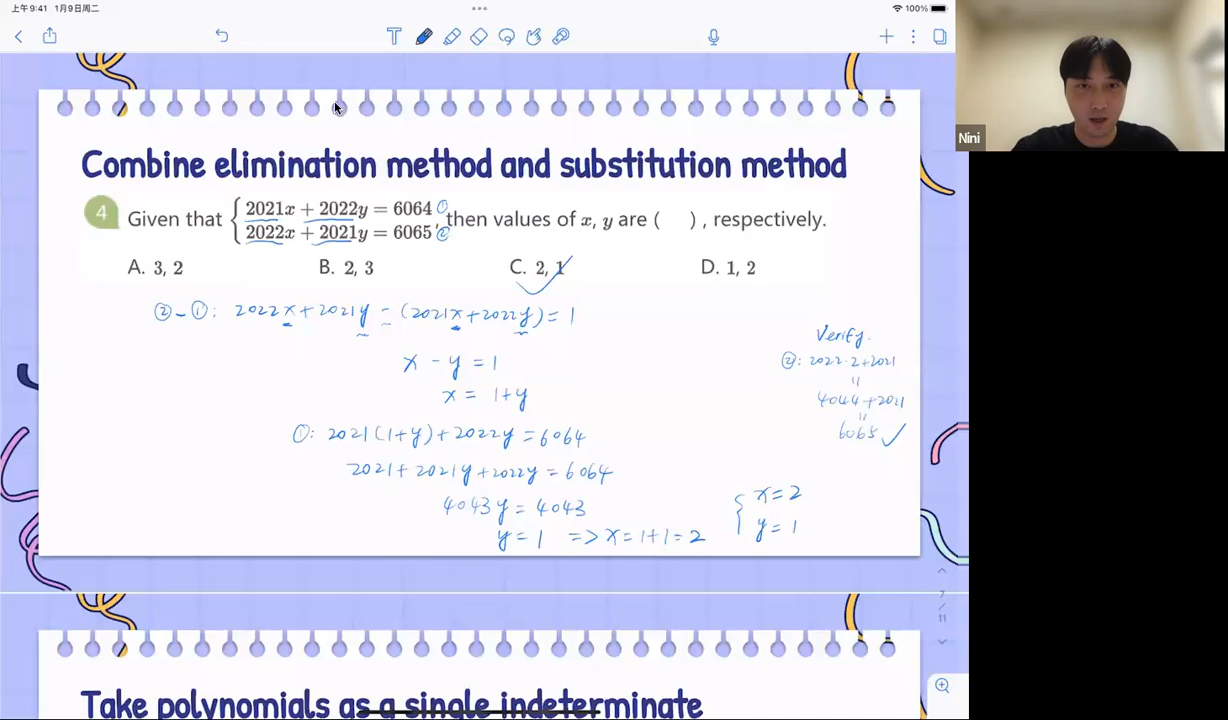 上午9:41 1月9日周二
100%
Nini
Combine elimination method and substitution method
4 Given that { 2021x + 2022y = 6064 ①
2022x + 2021y = 6065 ② , then values of x, y are ( ) , respectively.
A. 3, 2 B. 2, 3 C. 2, 1 ✓ D. 1, 2
②-①: 2022x+2021y-(2021x+2022y)=1
x-y=1
x=1+y
①: 2021(1+y)+2022y=6064
2021+2021y+2022y=6064
4043y=4043
y=1 => x=1+1=2
{ x=2
y=1
Verify.
②: 2022·2+2021
=
4044+2021
=
6065 ✓
7
/
11
Take polynomials as a single indeterminate